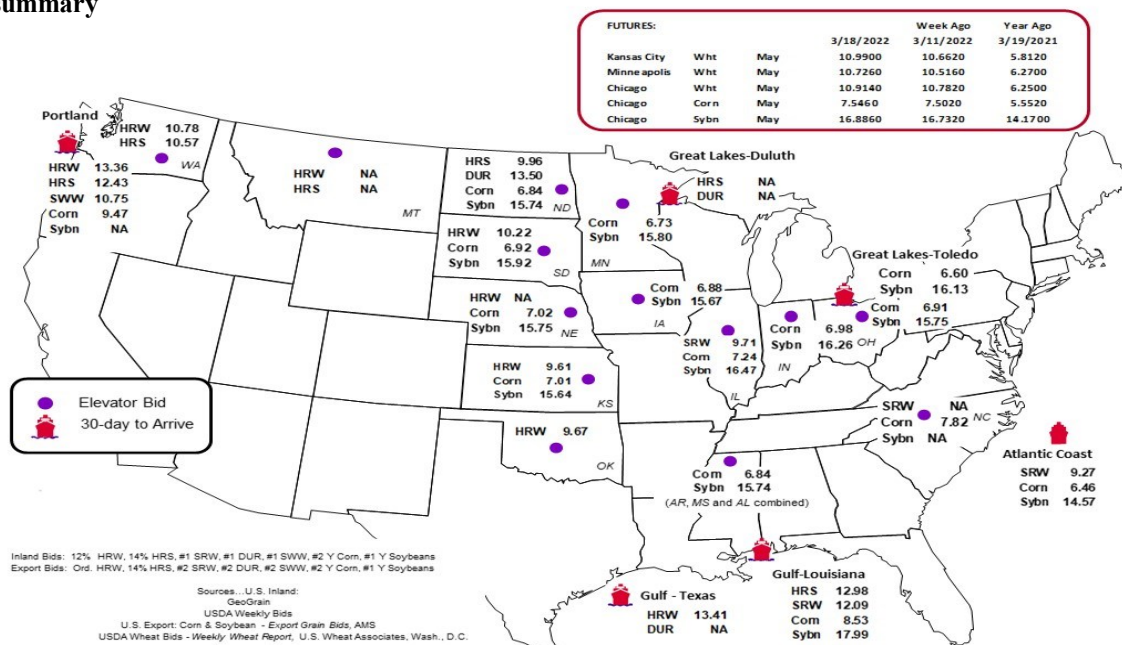 summary
FUTURES: Week Ago Year Ago
3/18/2022 3/11/2022 3/19/2021
Kansas City Wht May 10.9900 10.6620 5.8120
Minneapolis Wht May 10.7260 10.5160 6.2700
Chicago Wht May 10.9140 10.7820 6.2500
Chicago Corn May 7.5460 7.5020 5.5520
Chicago Sybn May 16.8860 16.7320 14.1700
Portland
HRW 13.36
HRS 12.43
SWW 10.75
Corn 9.47
Sybn NA
HRW 10.78
HRS 10.57
WA
HRW NA
HRS NA
MT
HRS 9.96
DUR 13.50
Corn 6.84
Sybn 15.74
ND
HRW 10.22
Corn 6.92
Sybn 15.92
SD
HRW NA
Corn 7.02
Sybn 15.75
NE
HRW 9.61
Corn 7.01
Sybn 15.64
KS
HRW 9.67
OK
Great Lakes-Duluth
HRS NA
DUR NA
Corn 6.73
Sybn 15.80
MN
Corn 6.88
Sybn 15.67
IA
SRW 9.71
Corn 7.24
Sybn 16.47
IL
Corn 6.98
Sybn 16.26
IN
Great Lakes-Toledo
Corn 6.60
Sybn 16.13
Corn 6.91
Sybn 15.75
OH
SRW NA
Corn 7.82
Sybn NA
NC
Atlantic Coast
SRW 9.27
Corn 6.46
Sybn 14.57
Corn 6.84
Sybn 15.74
(AR, MS and AL combined)
Gulf-Louisiana
HRS 12.98
SRW 12.09
Corn 8.53
Sybn 17.99
Gulf - Texas
HRW 13.41
DUR NA
Elevator Bid
30-day to Arrive
Inland Bids: 12% HRW, 14% HRS, #1 SRW, #1 DUR, #1 SWW, #2 Y Corn, #1 Y Soybeans
Export Bids: Ord. HRW, 14% HRS, #2 SRW, #2 DUR, #2 SWW, #2 Y Corn, #1 Y Soybeans
Sources...U.S. Inland:
GeoGrain
USDA Weekly Bids
U.S. Export: Corn & Soybean - Export Grain Bids, AMS
USDA Wheat Bids - Weekly Wheat Report, U.S. Wheat Associates, Wash., D.C.